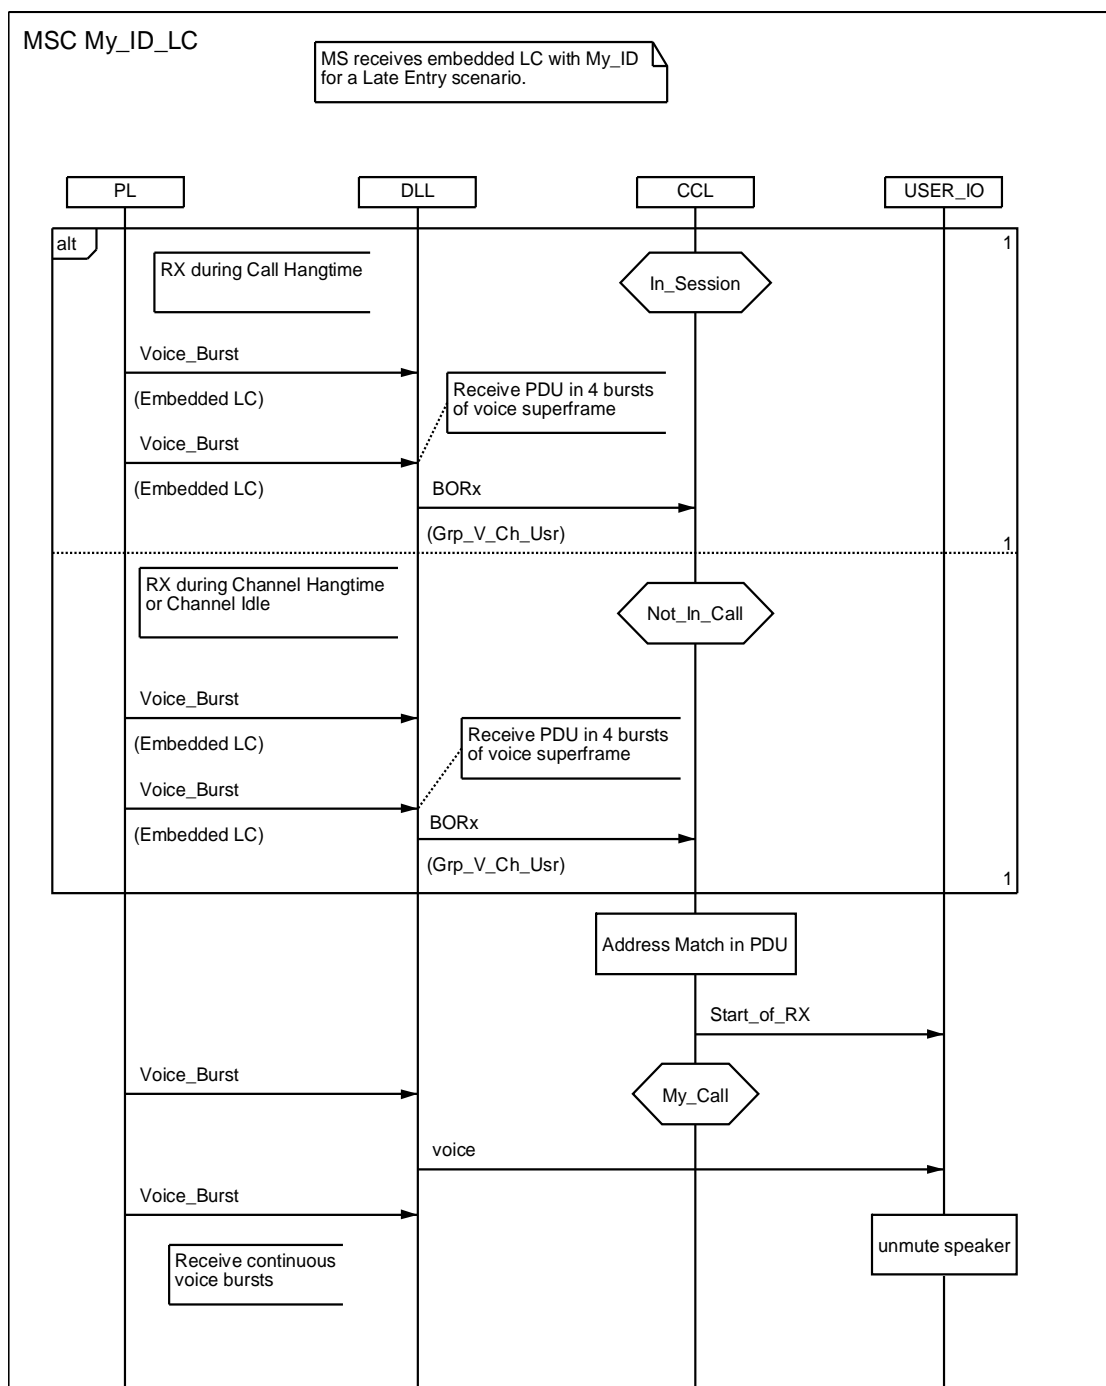 MSC My_ID_LC
MS receives embedded LC with My_ID
for a Late Entry scenario.
PL
DLL
CCL
USER_IO
alt
1
RX during Call Hangtime
In_Session
Voice_Burst
(Embedded LC)
Receive PDU in 4 bursts
of voice superframe
Voice_Burst
(Embedded LC)
BORx
(Grp_V_Ch_Usr)
1
RX during Channel Hangtime
or Channel Idle
Not_In_Call
Voice_Burst
(Embedded LC)
Receive PDU in 4 bursts
of voice superframe
Voice_Burst
(Embedded LC)
BORx
(Grp_V_Ch_Usr)
1
Address Match in PDU
Start_of_RX
Voice_Burst
My_Call
voice
Voice_Burst
unmute speaker
Receive continuous
voice bursts